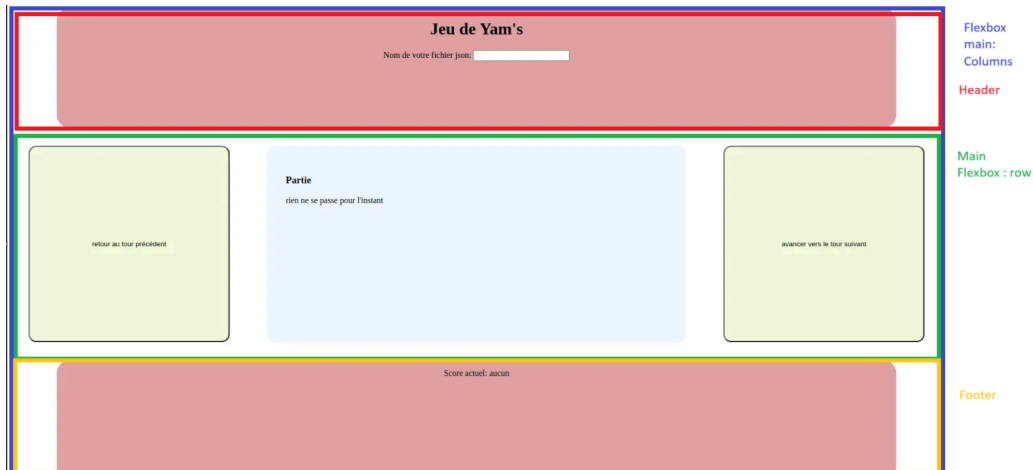 Jeu de Yam's
Nom de votre fichier json:
Flexbox
main:
Columns
Header
Main
Flexbox : row
Partie
rien ne se passe pour l'instant
retour au tour précédent
avancer vers le tour suivant
Score actuel: aucun
Footer